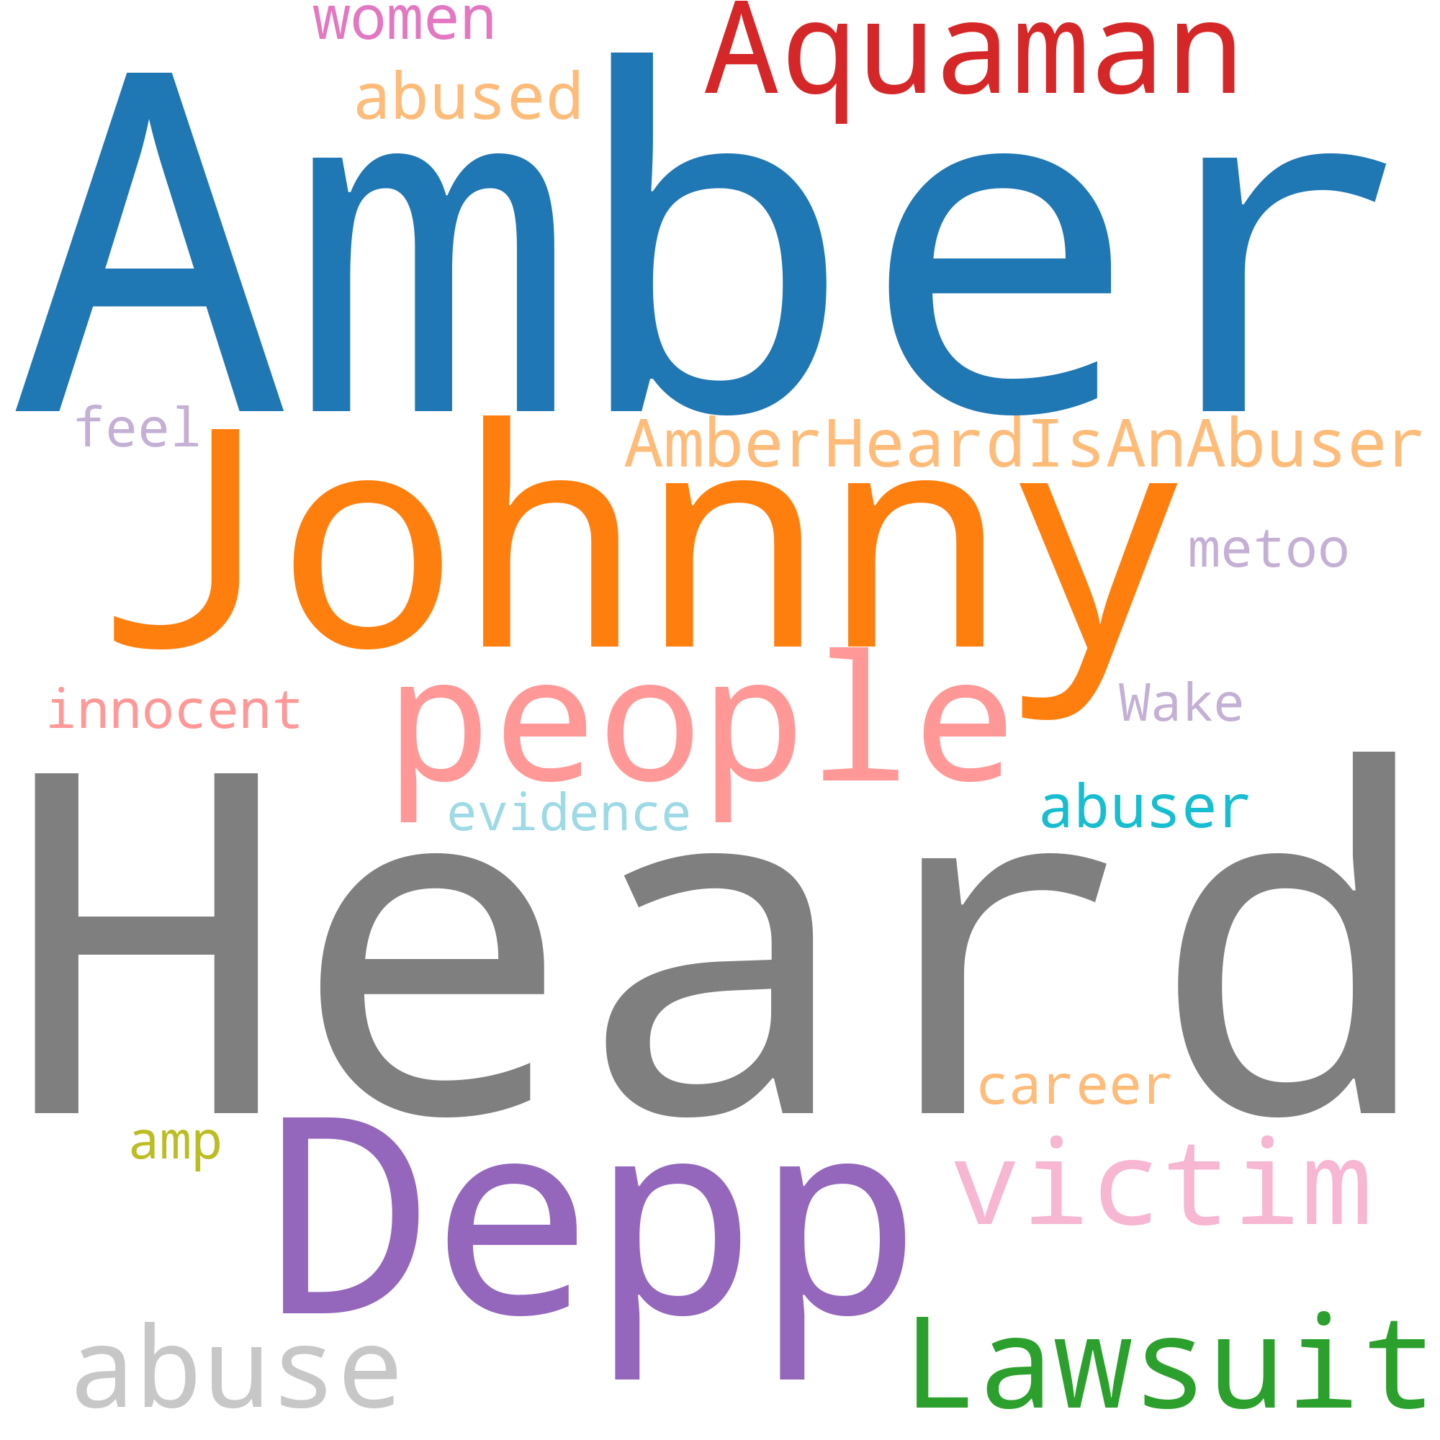 women
Aquaman
abused
Amber
feel
AmberHeardIsAnAbuser
Johnny
metoo
innocent
people
Wake
evidence
abuser
Heard
career
amp
Depp
victim
abuse
Lawsuit